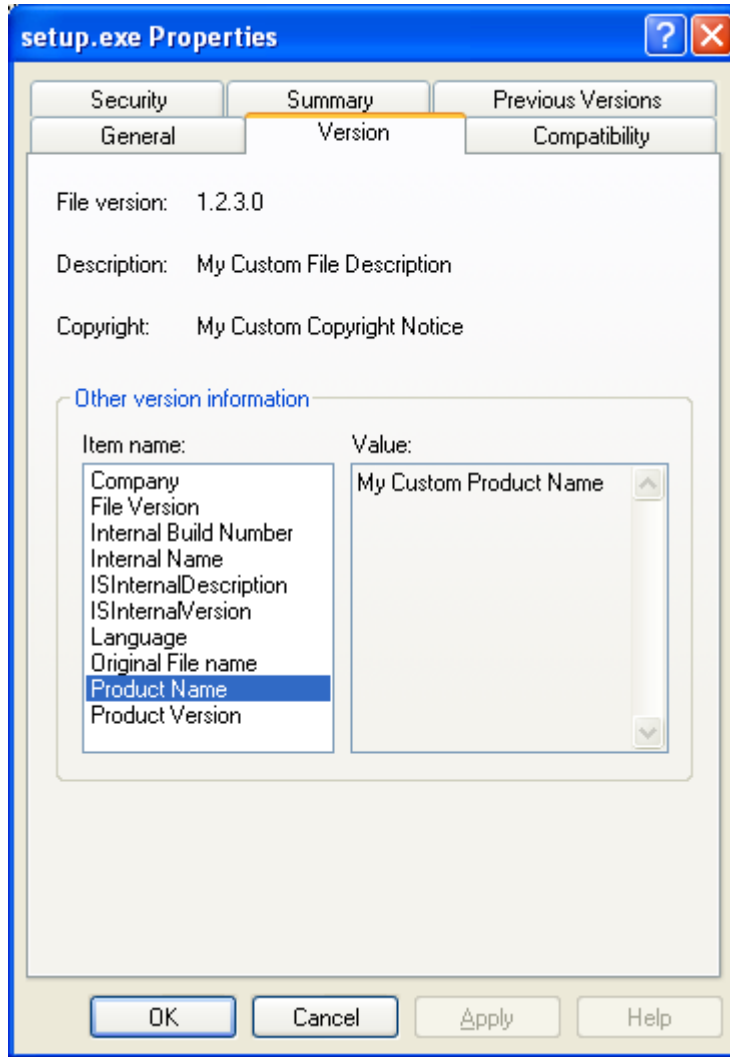 setup.exe Properties
Security Summary Previous Versions
General Version Compatibility
File version: 1.2.3.0
Description: My Custom File Description
Copyright: My Custom Copyright Notice
Other version information
Item name: Value:
Company My Custom Product Name
File Version
Internal Build Number
Internal Name
ISInternalDescription
ISInternalVersion
Language
Original File name
Product Name
Product Version
OK Cancel Apply Help